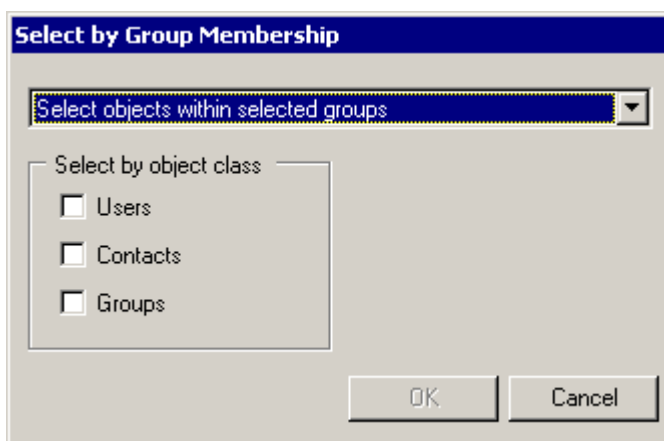 Select by Group Membership
Select objects within selected groups
Select by object class
Users
Contacts
Groups
OK Cancel